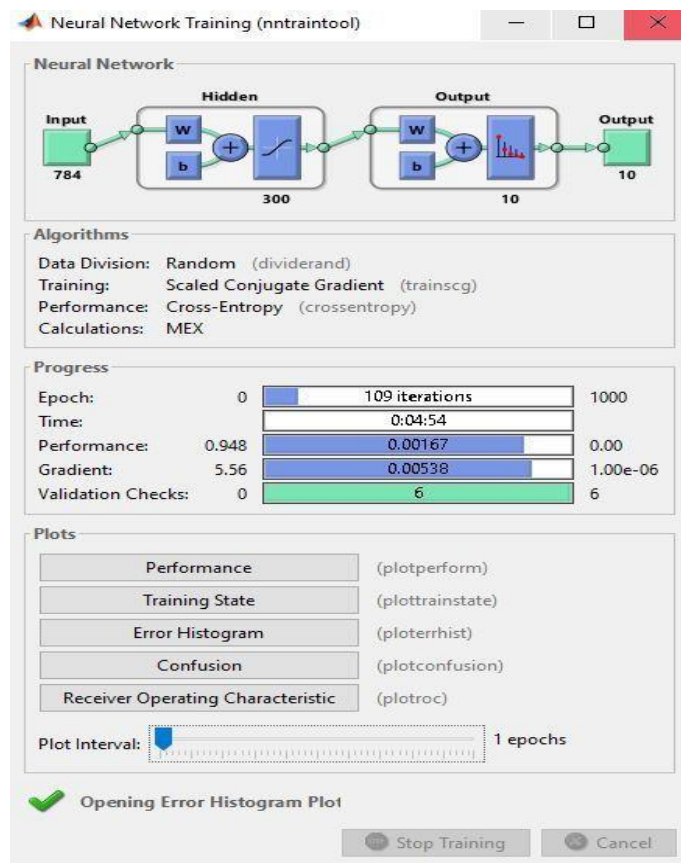 Neural Network Training (nntraintool)
Neural Network
Hidden Output
Input Output
W W
b b
784 10
300 10
Algorithms
Data Division: Random (dividerand)
Training: Scaled Conjugate Gradient (trainscg)
Performance: Cross-Entropy (crossentropy)
Calculations: MEX
Progress
Epoch: 0 109 iterations 1000
Time: 0:04:54
Performance: 0.948 0.00167 0.00
Gradient: 5.56 0.00538 1.00e-06
Validation Checks: 0 6 6
Plots
Performance (plotperform)
Training State (plottrainstate)
Error Histogram (ploterrhist)
Confusion (plotconfusion)
Receiver Operating Characteristic (plotroc)
Plot Interval: 1 epochs
Opening Error Histogram Plot
Stop Training Cancel